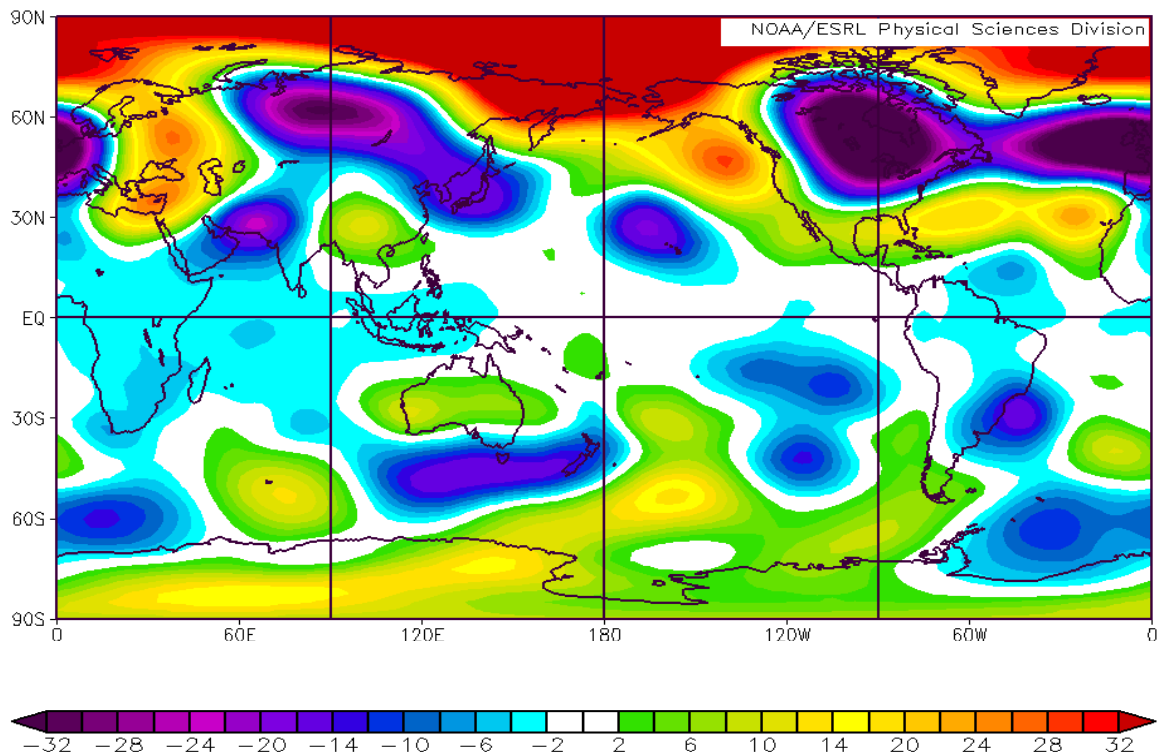 90N
NOAA/ESRL Physical Sciences Division
60N
30N
EQ
30S
60S
90S
0 60E 120E 180 120W 60W 0
−32 −28 −24 −20 −14 −10 −6 −2 2 6 10 14 20 24 28 32